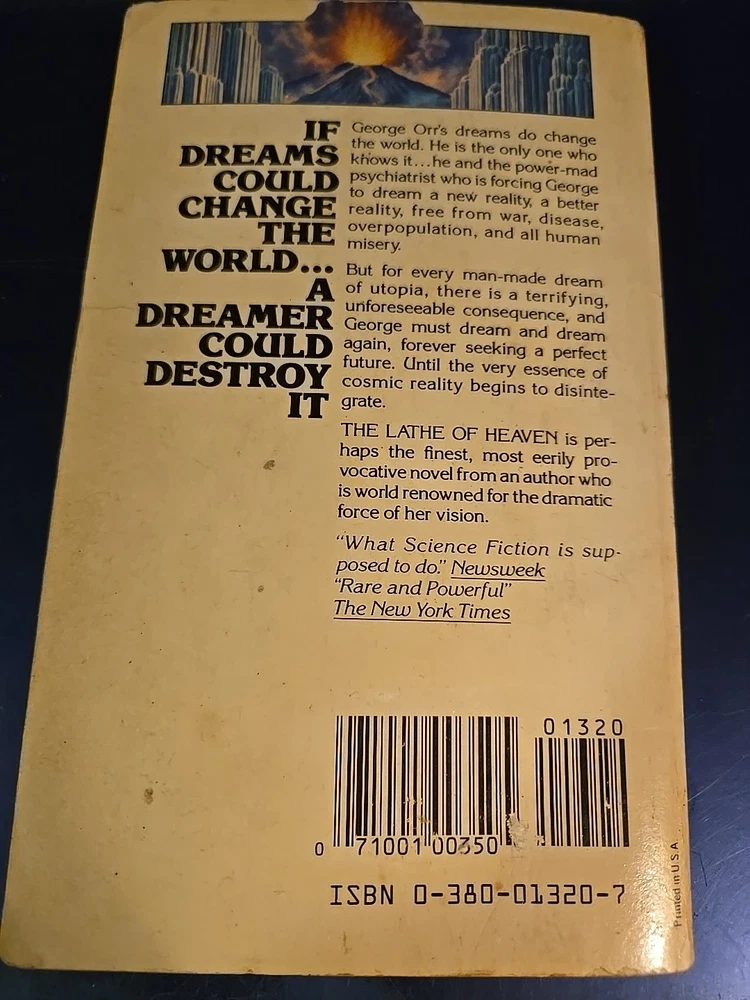 IF
DREAMS
COULD
CHANGE
THE
WORLD...
A
DREAMER
COULD
DESTROY
IT
George Orr's dreams do change
the world. He is the only one who
knows it...he and the power-mad
psychiatrist who is forcing George
to dream a new reality, a better
reality, free from war, disease,
overpopulation, and all human
misery.
But for every man-made dream
of utopia, there is a terrifying,
unforeseeable consequence, and
George must dream and dream
again, forever seeking a perfect
future. Until the very essence of
cosmic reality begins to disinte-
grate.
THE LATHE OF HEAVEN is per-
haps the finest, most eerily pro-
vocative novel from an author who
is world renowned for the dramatic
force of her vision.
"What Science Fiction is sup-
posed to do." Newsweek
"Rare and Powerful"
The New York Times
01320
0 71001 00350
ISBN 0-380-01320-7
Printed in U.S.A.